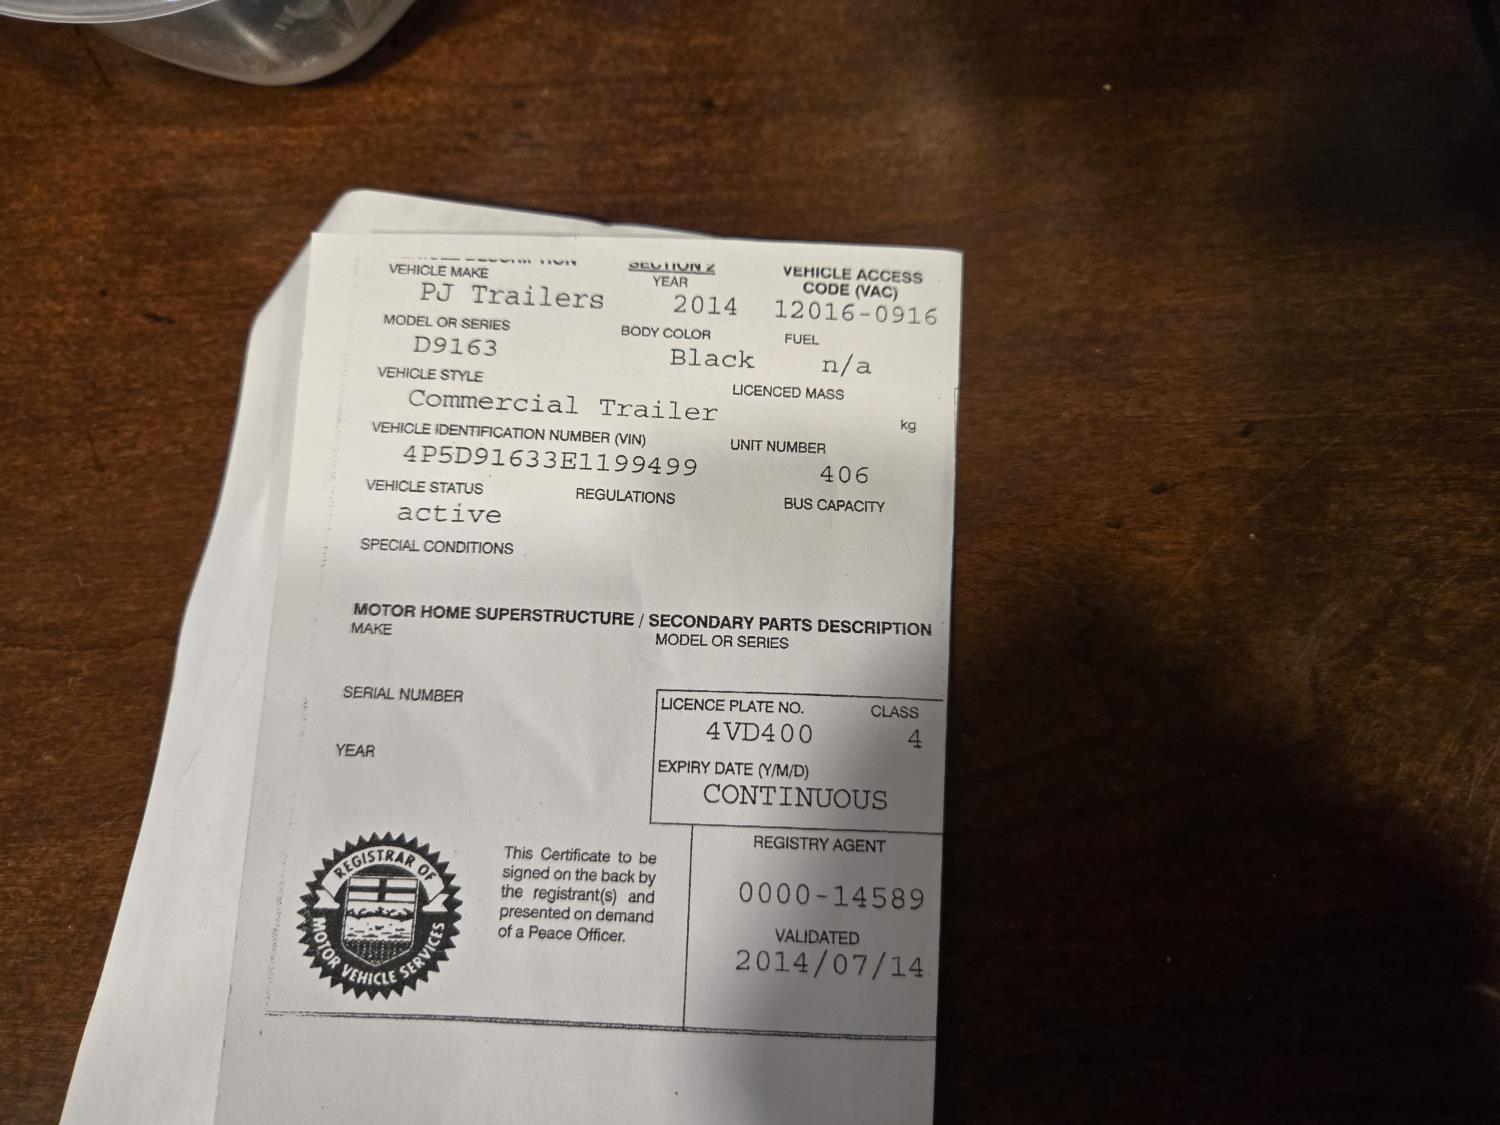 VEHICLE DESCRIPTION SECTION 2
VEHICLE MAKE YEAR VEHICLE ACCESS CODE (VAC)
PJ Trailers 2014 12016-0916
MODEL OR SERIES BODY COLOR FUEL
D9163 Black n/a
VEHICLE STYLE LICENCED MASS
Commercial Trailer kg
VEHICLE IDENTIFICATION NUMBER (VIN) UNIT NUMBER
4P5D91633E1199499 406
VEHICLE STATUS REGULATIONS BUS CAPACITY
active
SPECIAL CONDITIONS
MOTOR HOME SUPERSTRUCTURE / SECONDARY PARTS DESCRIPTION
MAKE MODEL OR SERIES
SERIAL NUMBER
YEAR
LICENCE PLATE NO. CLASS
4VD400 4
EXPIRY DATE (Y/M/D)
CONTINUOUS
REGISTRAR OF
MOTOR VEHICLE SERVICES
This Certificate to be
signed on the back by
the registrant(s) and
presented on demand
of a Peace Officer.
REGISTRY AGENT
0000-14589
VALIDATED
2014/07/14